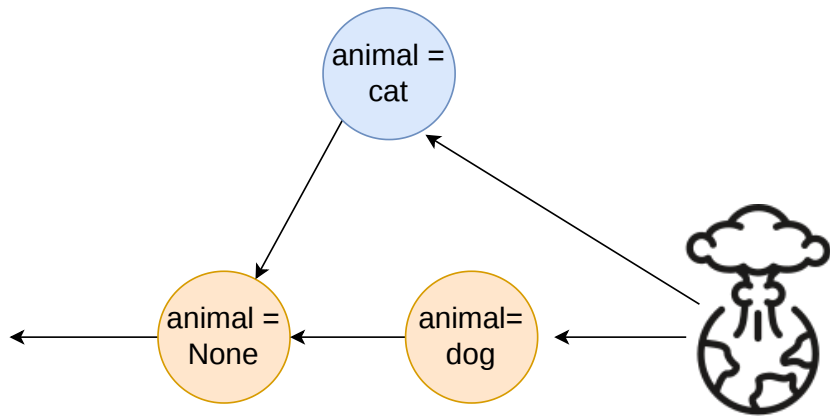 animal =
cat
animal =
None
animal=
dog